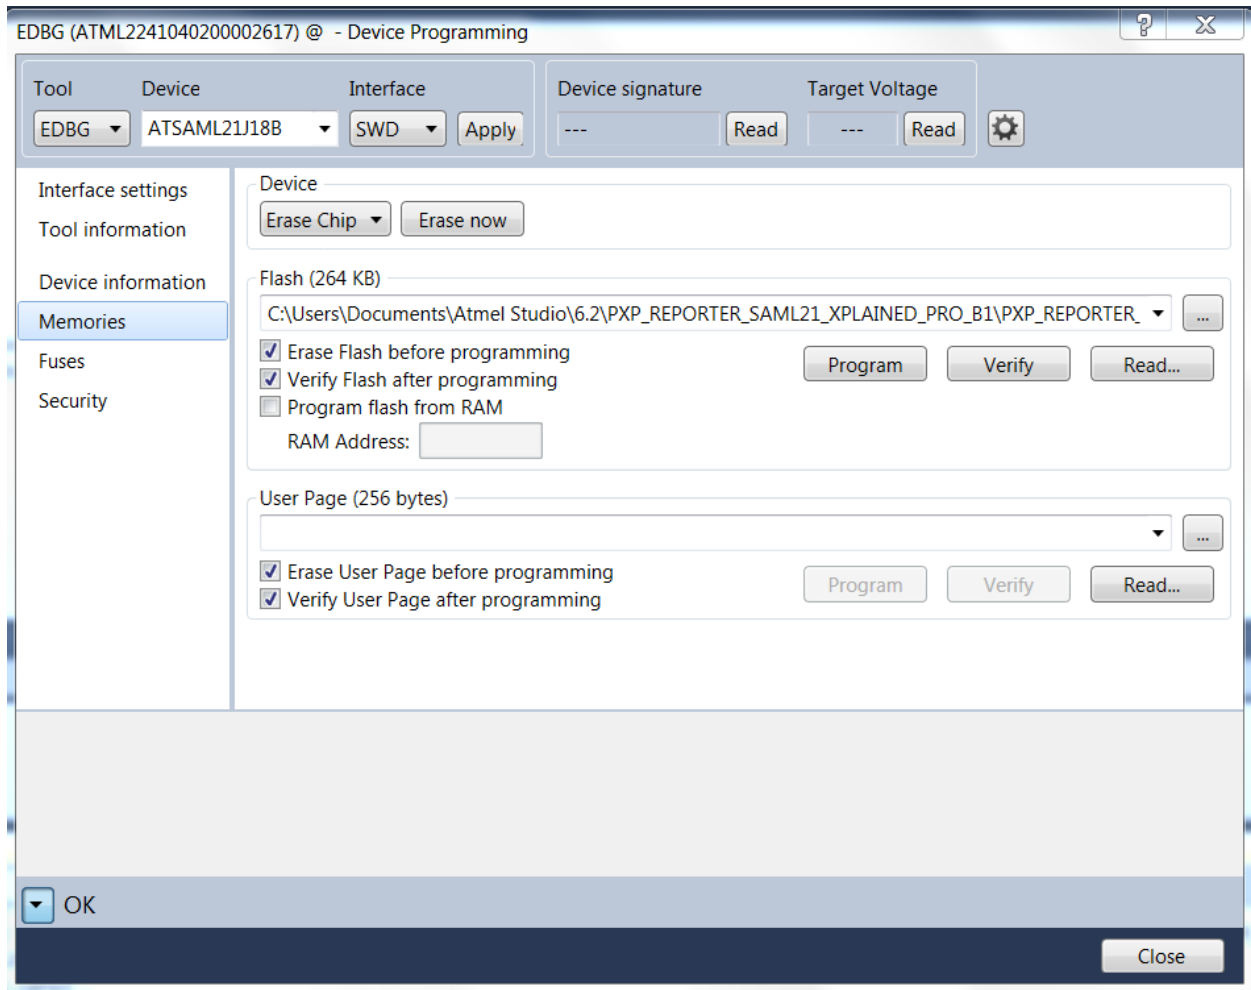 EDBG (ATML2241040200002617) @  - Device Programming
Tool Device Interface Device signature Target Voltage
EDBG ATSAML21J18B SWD Apply --- Read --- Read
Interface settings
Tool information
Device information
Memories
Fuses
Security
Device
Erase Chip Erase now
Flash (264 KB)
C:\Users\Documents\Atmel Studio\6.2\PXP_REPORTER_SAML21_XPLAINED_PRO_B1\PXP_REPORTER_ ...
Erase Flash before programming
Verify Flash after programming
Program flash from RAM
RAM Address:
Program Verify Read...
User Page (256 bytes)
...
Erase User Page before programming
Verify User Page after programming
Program Verify Read...
OK
Close